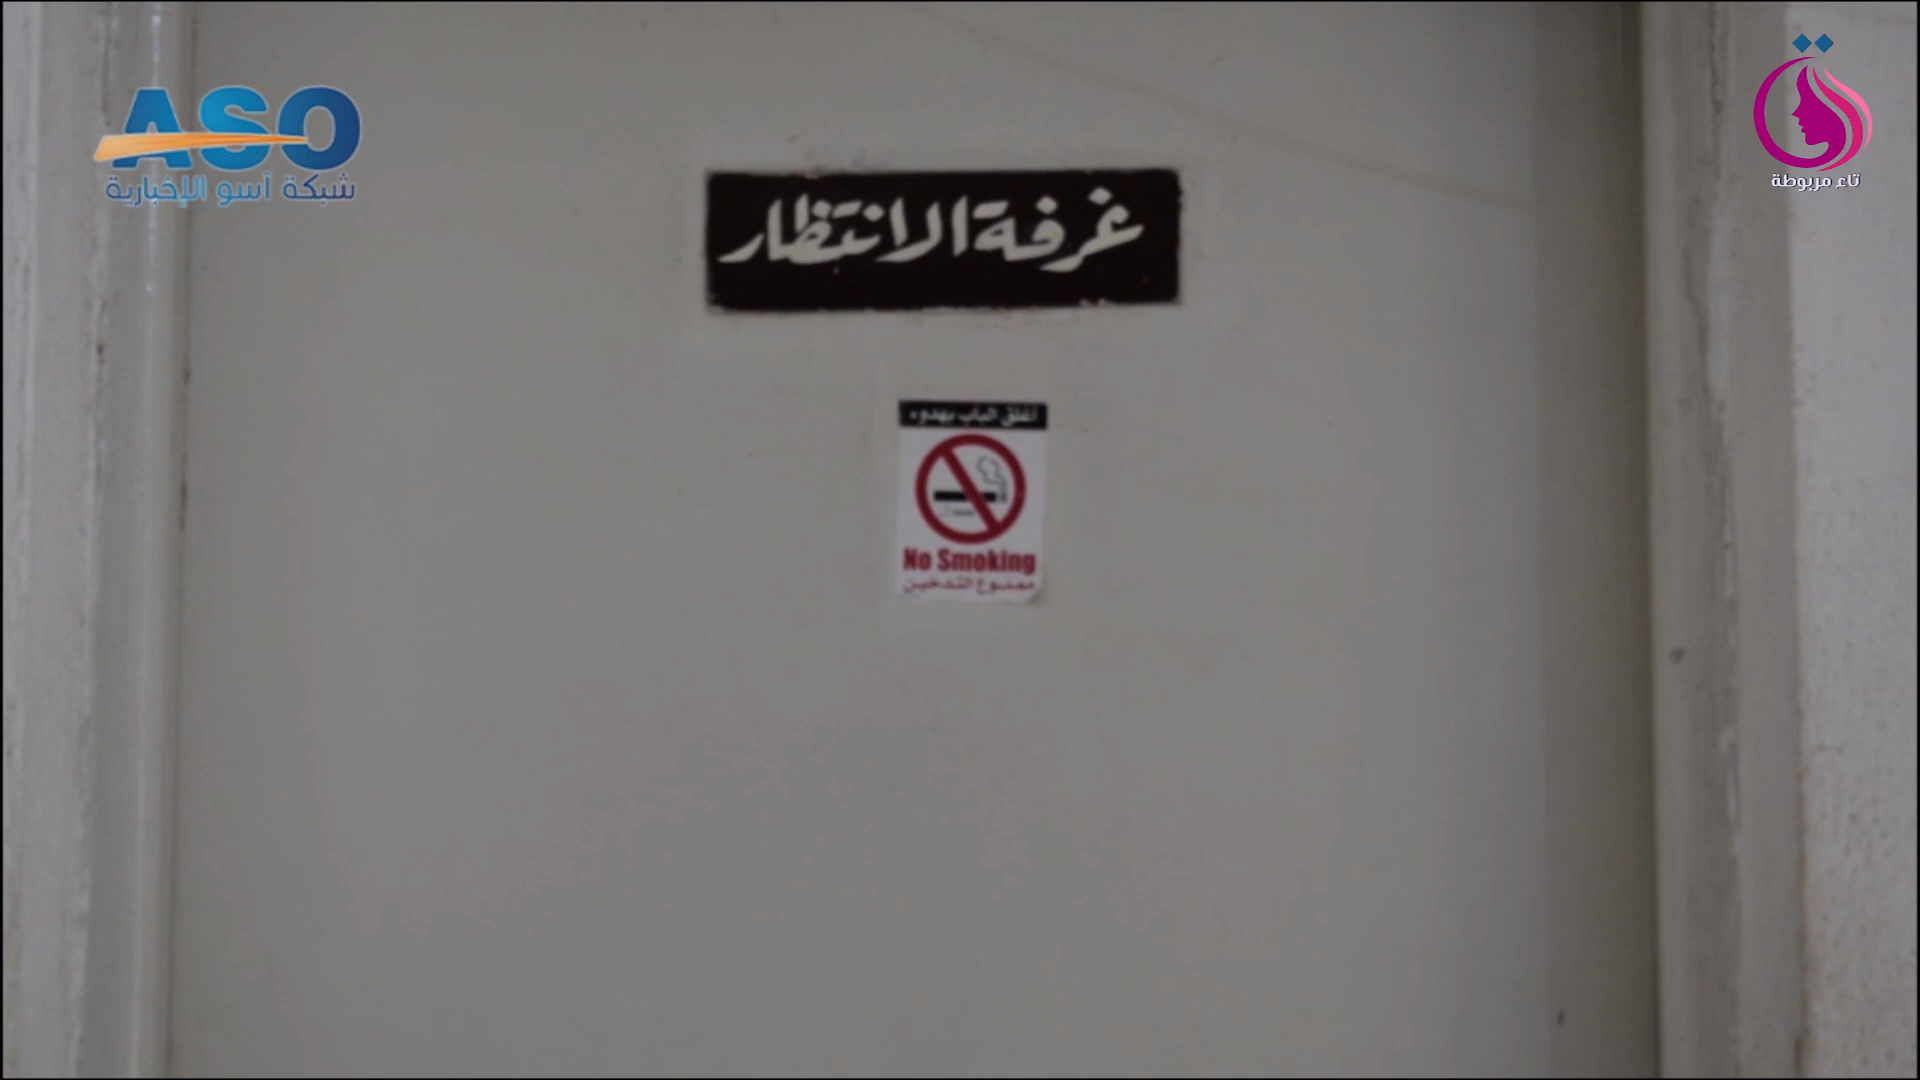 ASO
شبكة آسو الإخبارية
تاء مربوطة
غرفة الانتظار
أغلق الباب بهدوء
No Smoking
ممنوع التدخين